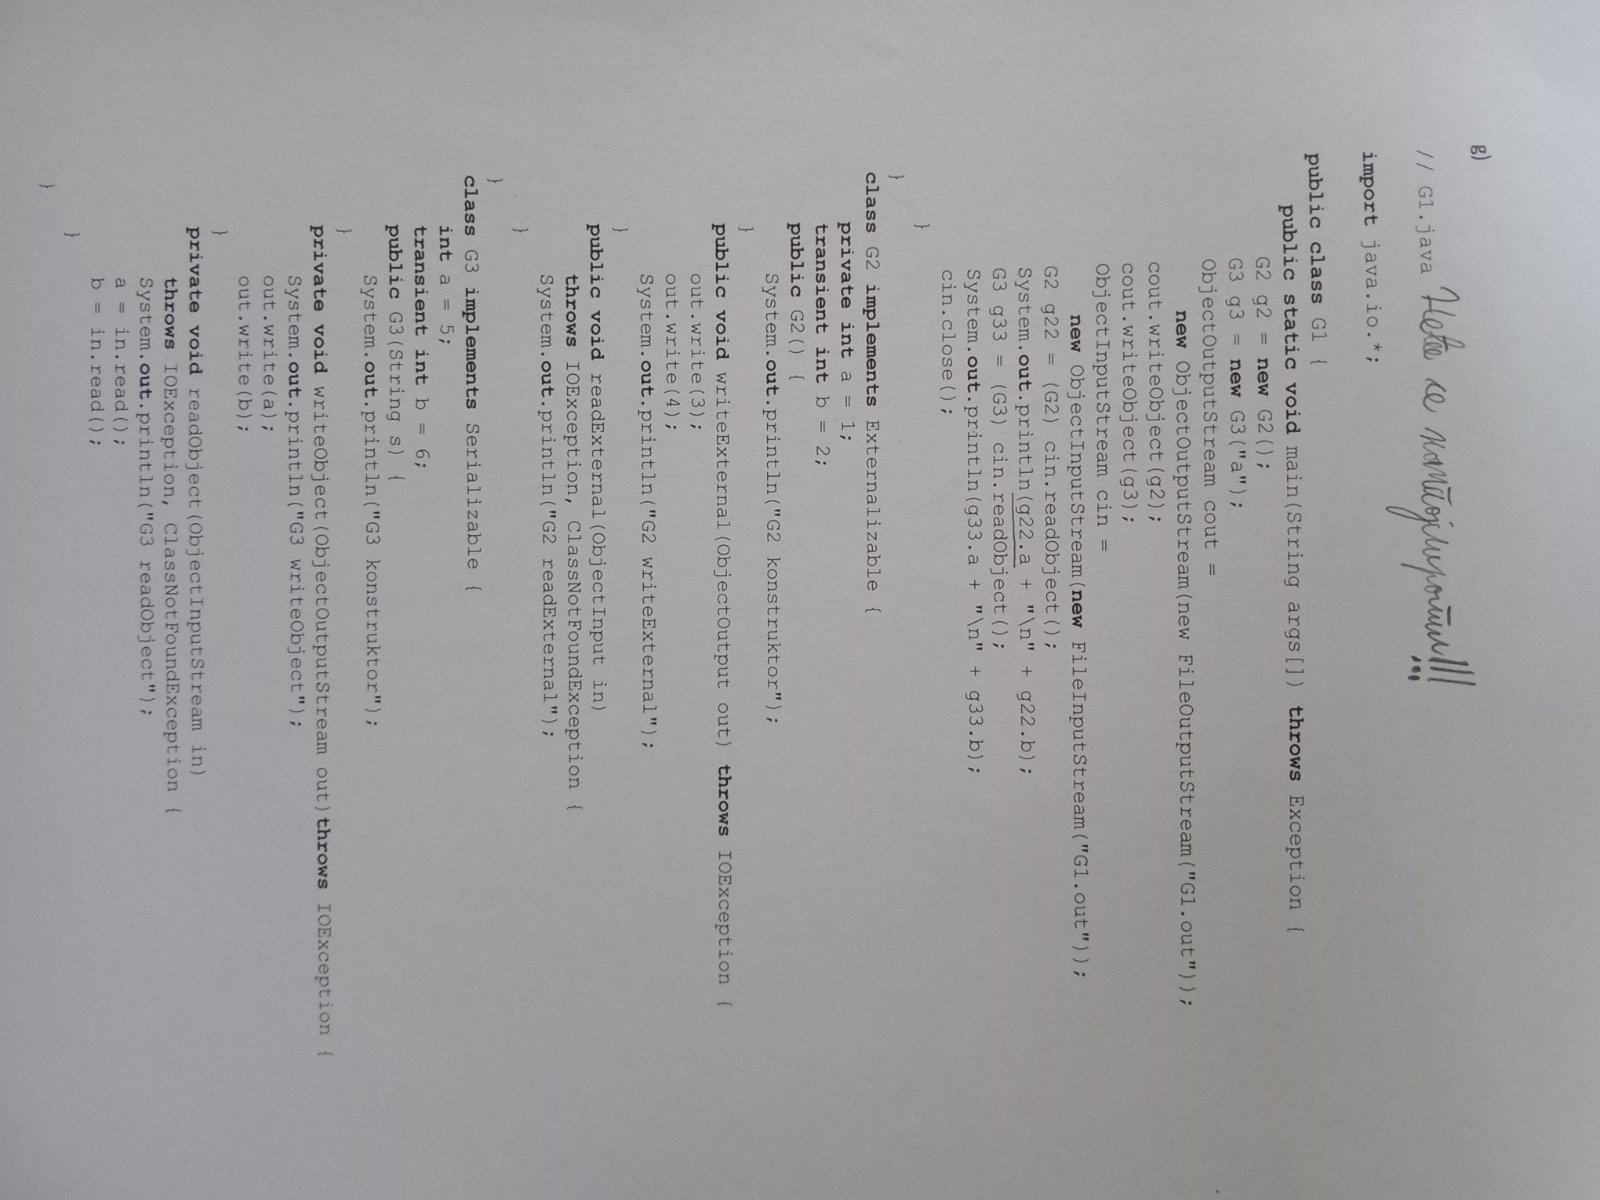 g)
// G1.java Неће се компајлирати!!!
import java.io.*;
public class G1 {
public static void main(String args[]) throws Exception {
G2 g2 = new G2();
G3 g3 = new G3("a");
ObjectOutputStream cout =
new ObjectOutputStream(new FileOutputStream("G1.out"));
cout.writeObject(g2);
cout.writeObject(g3);
ObjectInputStream cin =
new ObjectInputStream(new FileInputStream("G1.out"));
G2 g22 = (G2) cin.readObject();
System.out.println(g22.a + "\n" + g22.b);
G3 g33 = (G3) cin.readObject();
System.out.println(g33.a + "\n" + g33.b);
cin.close();
}
}
class G2 implements Externalizable {
private int a = 1;
transient int b = 2;
public G2() {
System.out.println("G2 konstruktor");
}
public void writeExternal(ObjectOutput out) throws IOException {
out.write(3);
out.write(4);
System.out.println("G2 writeExternal");
}
public void readExternal(ObjectInput in)
throws IOException, ClassNotFoundException {
System.out.println("G2 readExternal");
}
}
class G3 implements Serializable {
int a = 5;
transient int b = 6;
public G3(String s) {
System.out.println("G3 konstruktor");
}
private void writeObject(ObjectOutputStream out)throws IOException {
System.out.println("G3 writeObject");
out.write(a);
out.write(b);
}
private void readObject(ObjectInputStream in)
throws IOException, ClassNotFoundException {
System.out.println("G3 readObject");
a = in.read();
b = in.read();
}
}